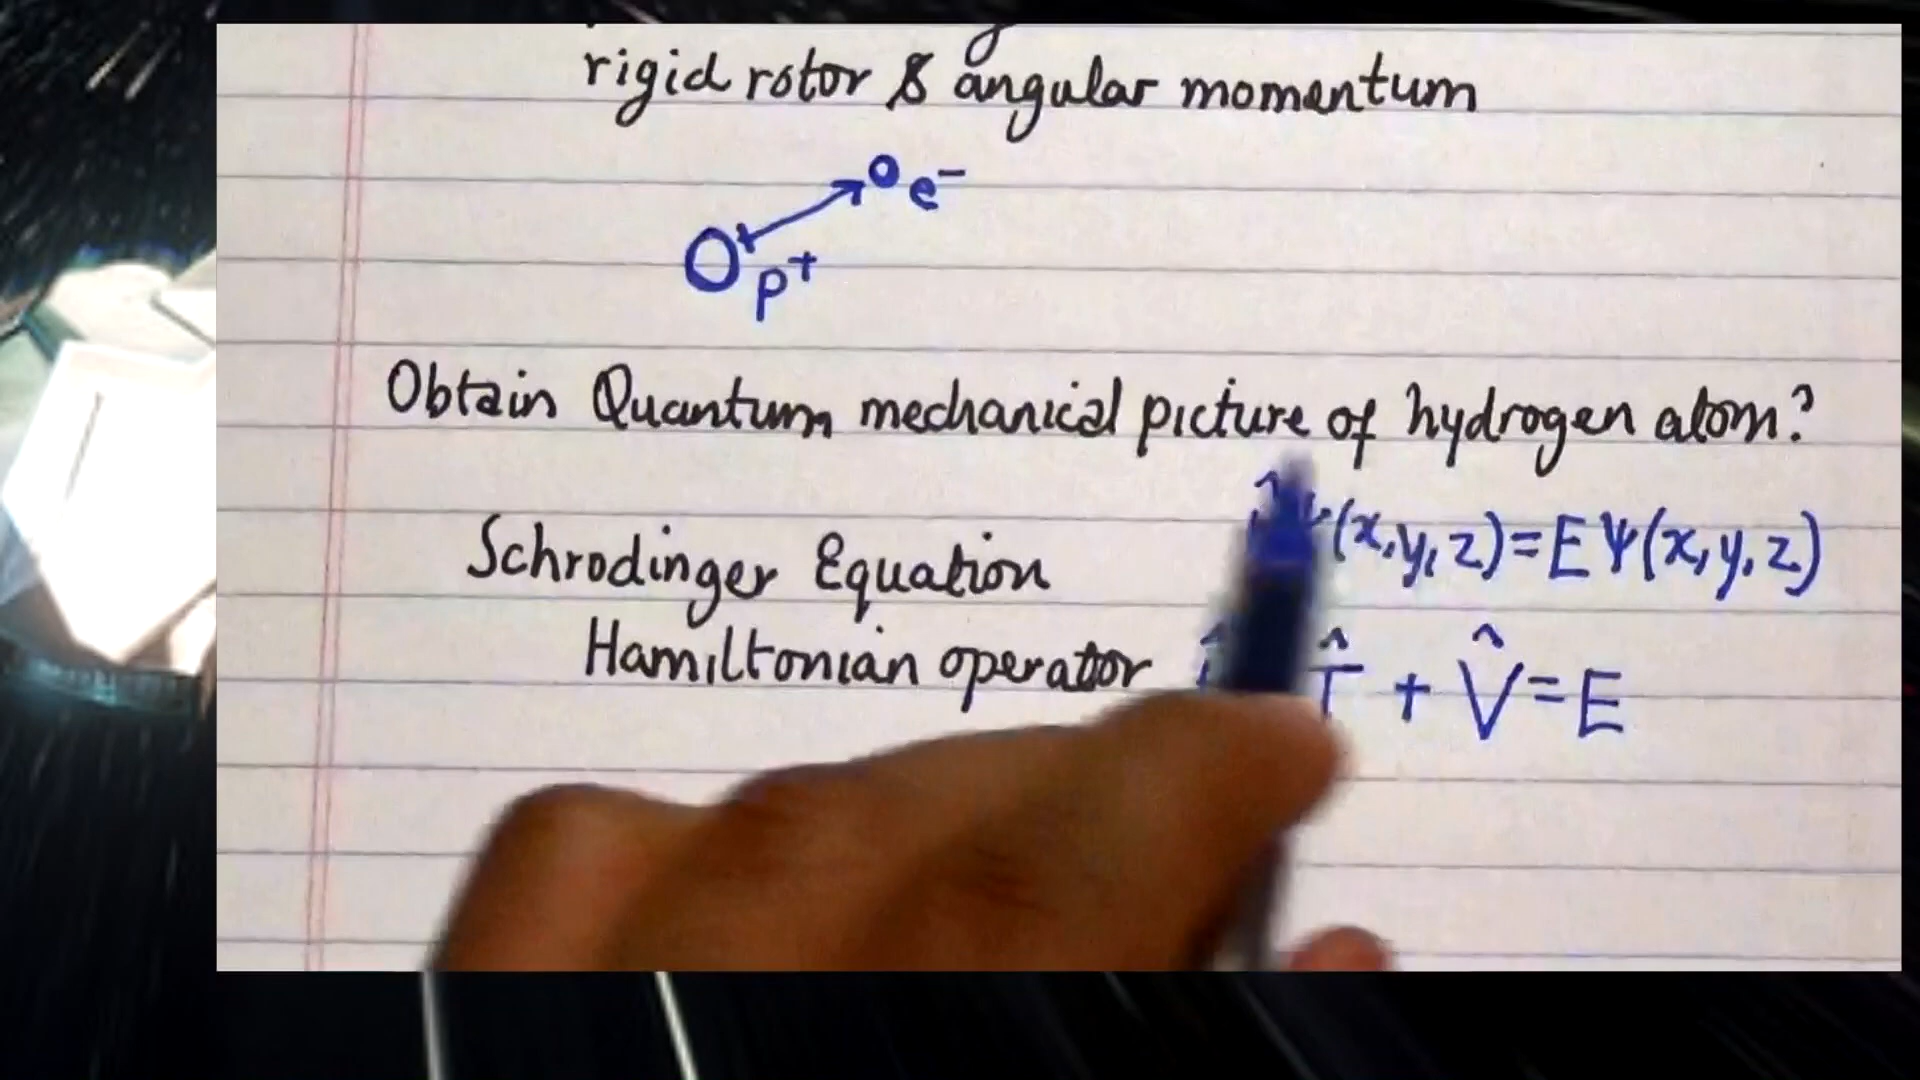 rigid rotor & angular momentum
e⁻
p⁺
Obtain Quantum mechanical picture of hydrogen atom?
Schrodinger Equation (x,y,z)=EΨ(x,y,z)
Hamiltonian operator T̂ + V̂=E